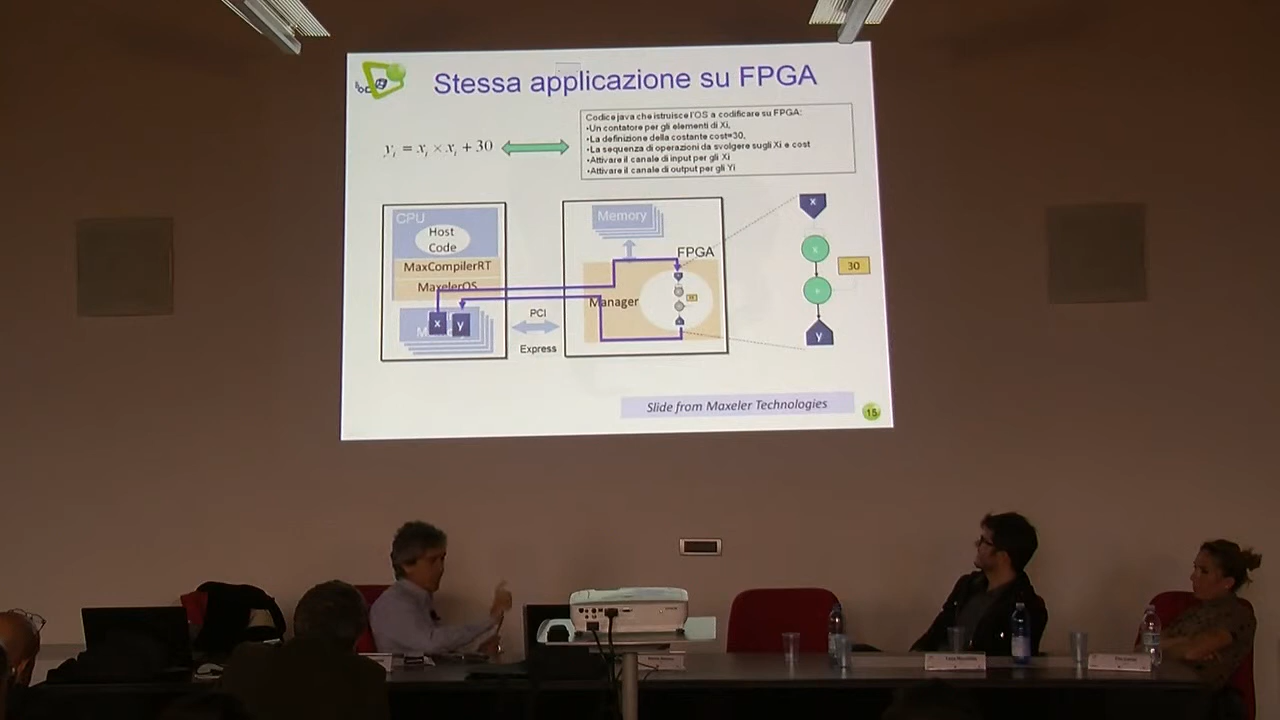 Stessa applicazione su FPGA
yᵢ = xᵢ × xᵢ + 30
Codice java che istruisce l'OS a codificare su FPGA:
•Un contatore per gli elementi di Xi,
•La definizione della costante cost=30,
•La sequenza di operazioni da svolgere sugli Xi e cost
•Attivare il canale di input per gli Xi
•Attivare il canale di output per gli Yi
CPU
Host
Code
MaxCompilerRT
MaxelerOS
x
y
PCI
Express
Memory
FPGA
Manager
x
x
30
+
y
Slide from Maxeler Technologies
15